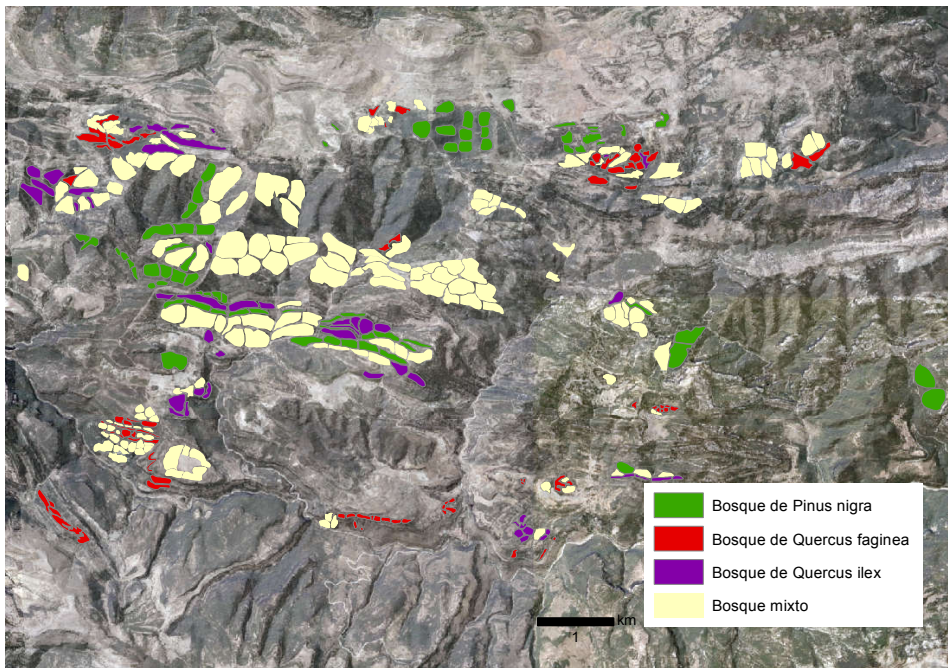 Bosque de Pinus nigra
Bosque de Quercus faginea
Bosque de Quercus ilex
Bosque mixto
km
1